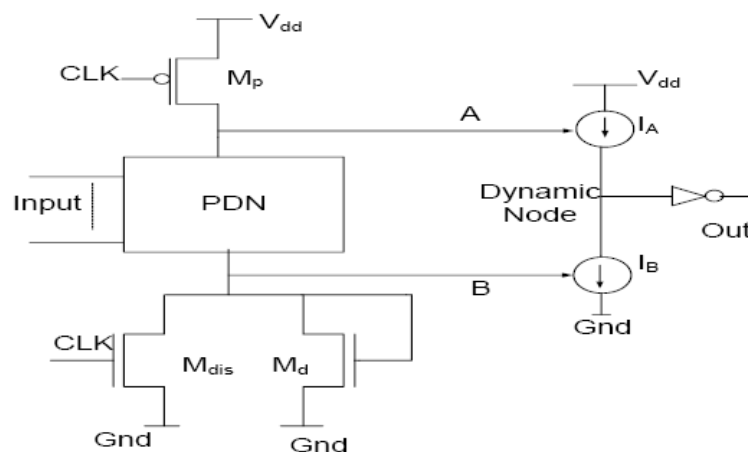 Vdd
CLK
Mp
A
Vdd
IA
Input
PDN
Dynamic
Node
Out
B
IB
Gnd
CLK
Mdis
Md
Gnd
Gnd